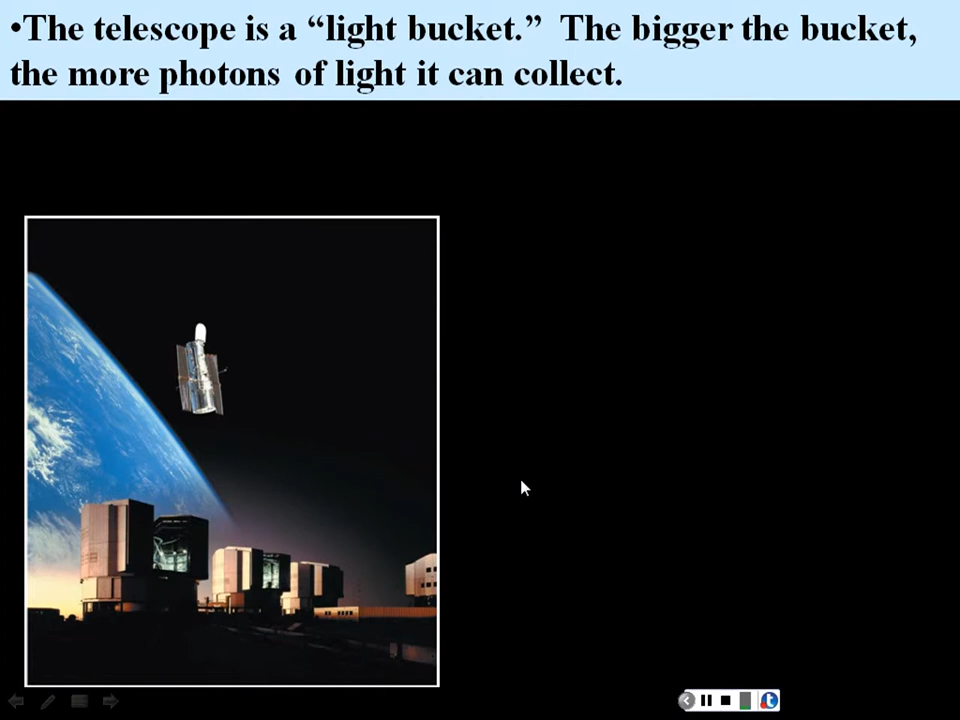 •The telescope is a “light bucket.” The bigger the bucket,
the more photons of light it can collect.